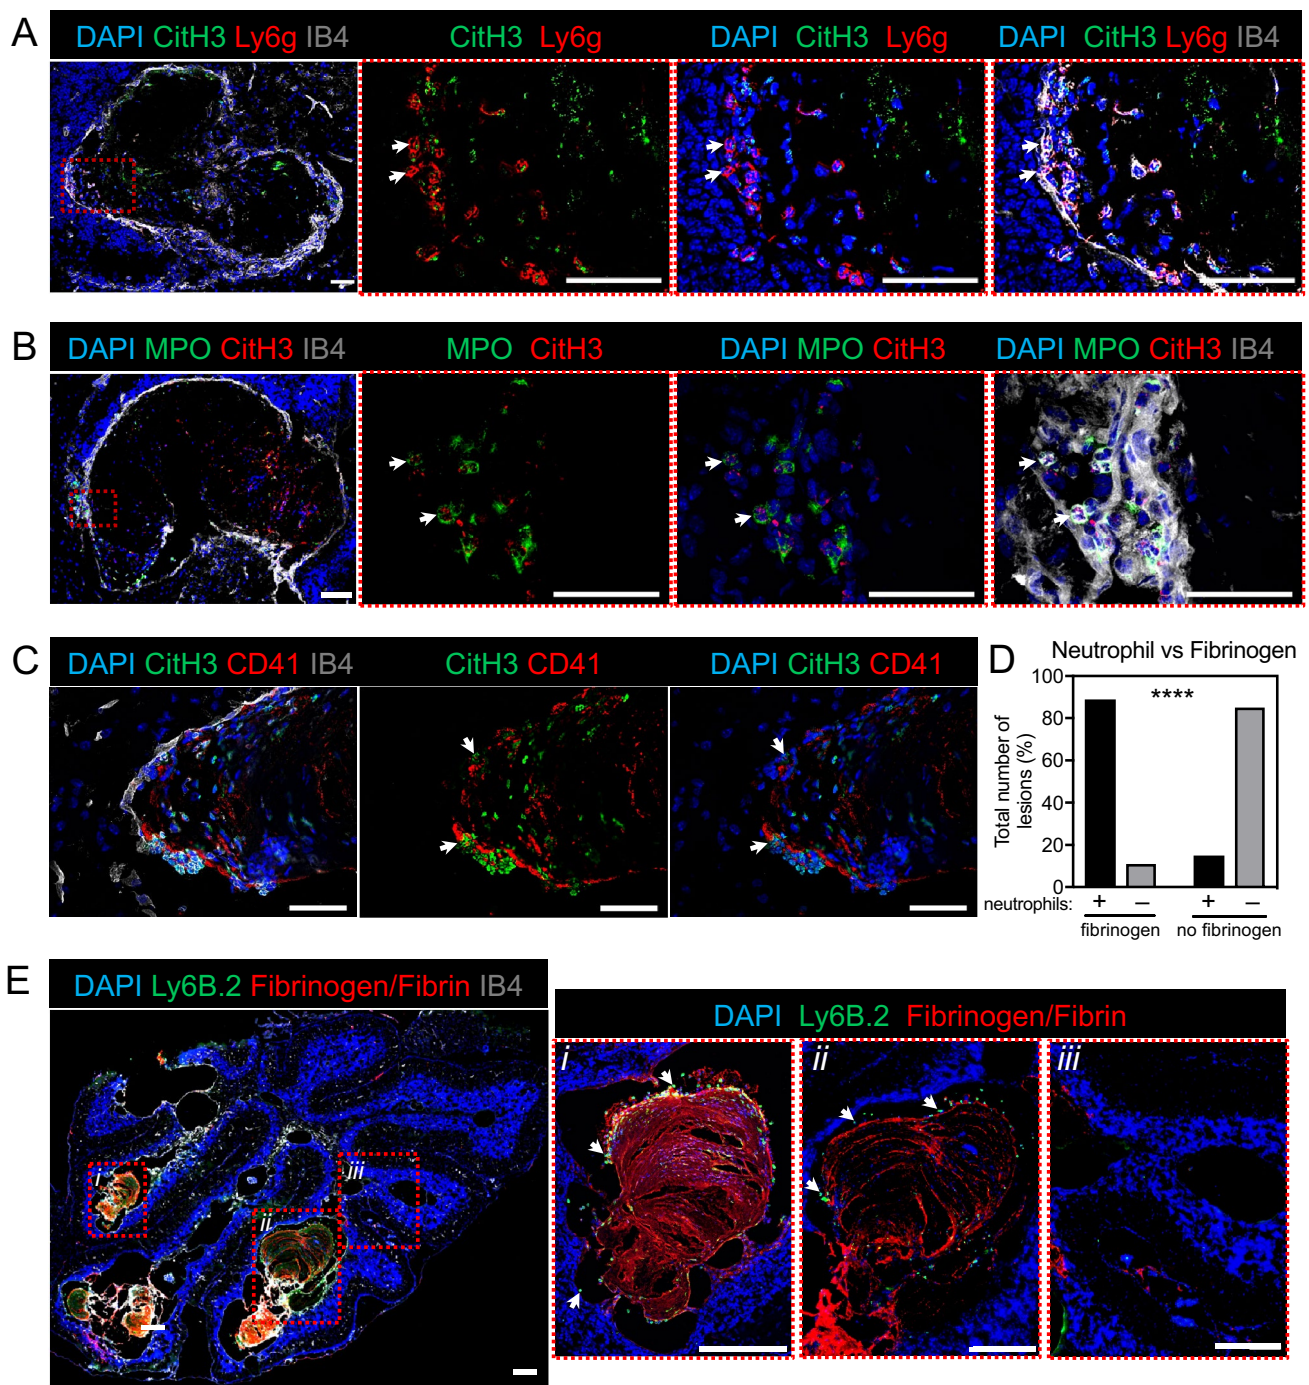 A
DAPI CitH3 Ly6g IB4
CitH3 Ly6g
DAPI CitH3 Ly6g
DAPI CitH3 Ly6g IB4
B
DAPI MPO CitH3 IB4
MPO CitH3
DAPI MPO CitH3
DAPI MPO CitH3 IB4
C
DAPI CitH3 CD41 IB4
CitH3 CD41
DAPI CitH3 CD41
D
Neutrophil vs Fibrinogen
Total number of
lesions (%)
100
80
60
40
20
0
****
neutrophils: + – + –
fibrinogen no fibrinogen
E
DAPI Ly6B.2 Fibrinogen/Fibrin IB4
i
ii
iii
DAPI Ly6B.2 Fibrinogen/Fibrin
i
ii
iii